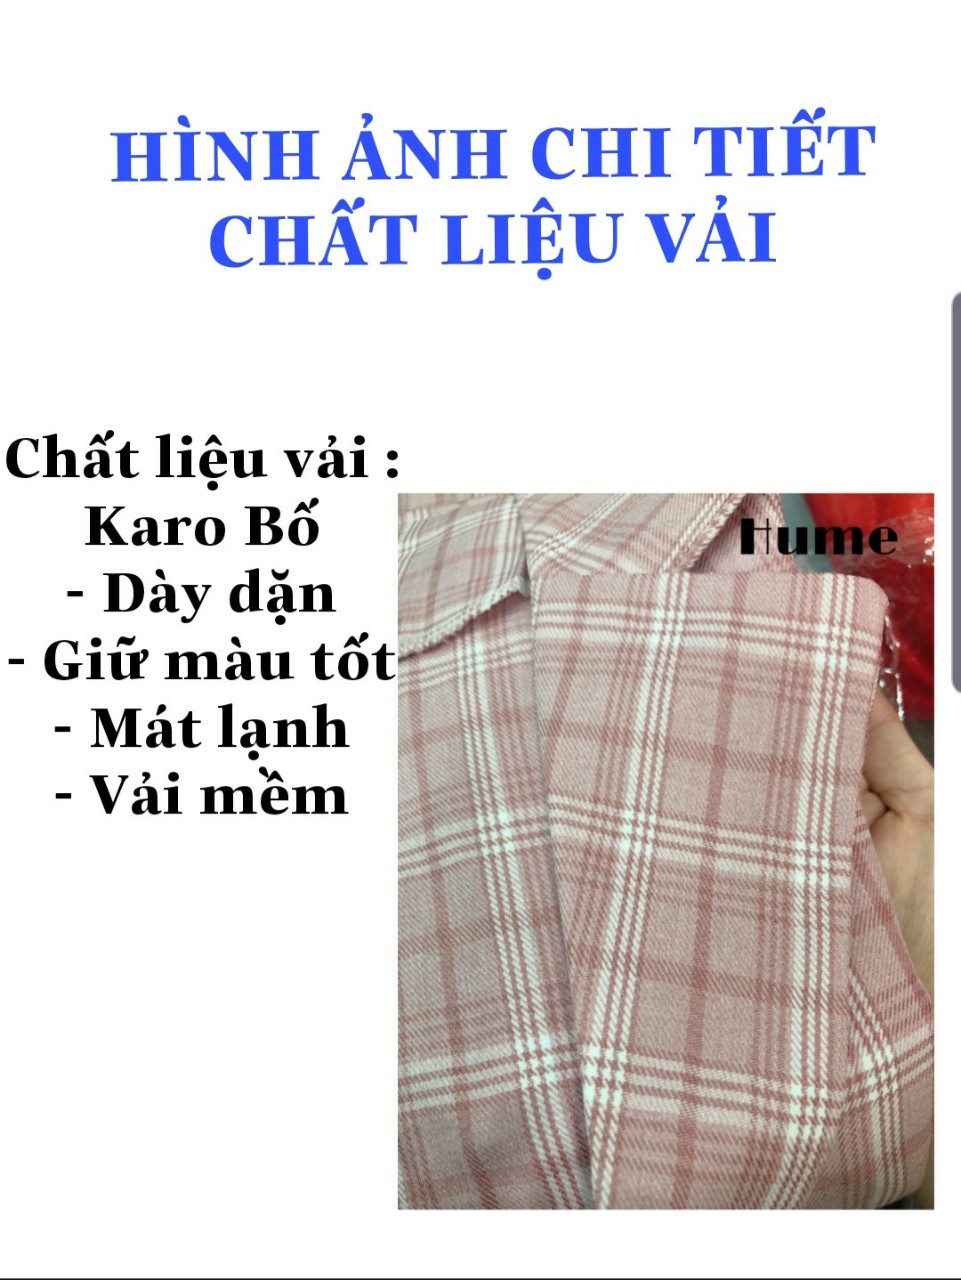 HÌNH ẢNH CHI TIẾT
CHẤT LIỆU VẢI
Chất liệu vải :
Karo Bố
- Dày dặn
- Giữ màu tốt
- Mát lạnh
- Vải mềm
Hume